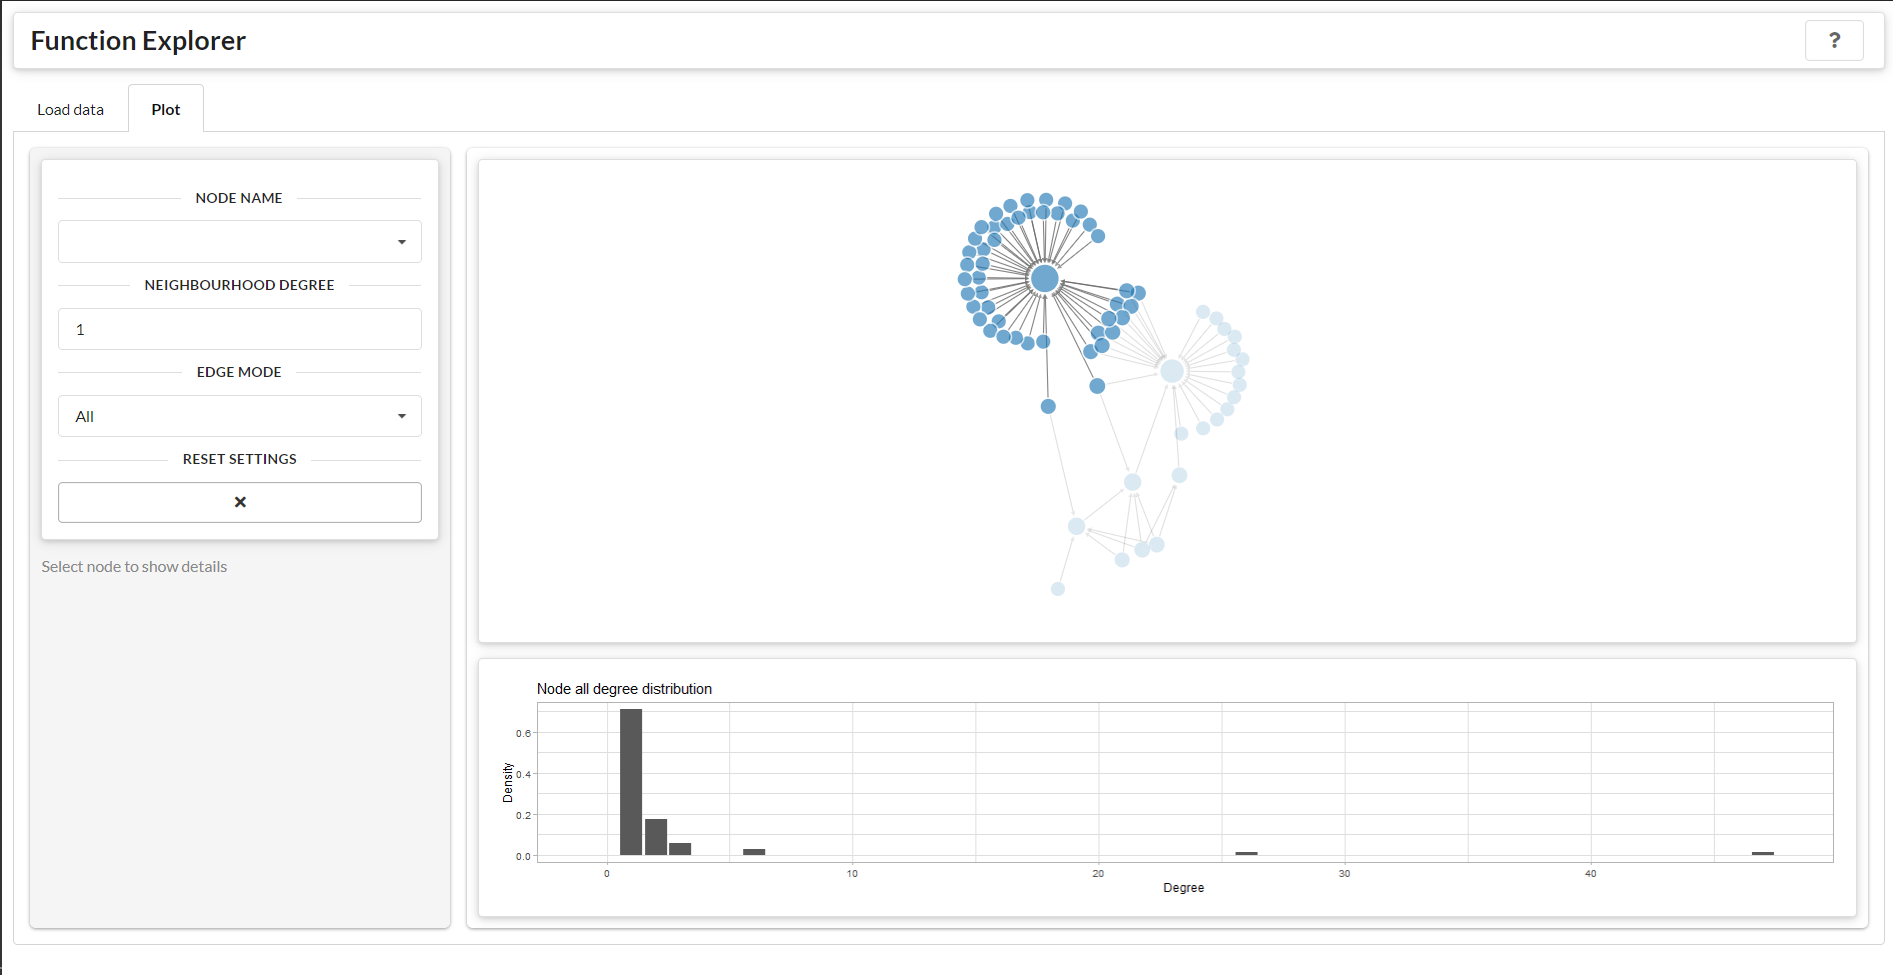 Function Explorer
?
Load data
Plot
NODE NAME
NEIGHBOURHOOD DEGREE
1
EDGE MODE
All
RESET SETTINGS
Select node to show details
Node all degree distribution
Density
0.6
0.4
0.2
0.0
0 10 20 30 40
Degree